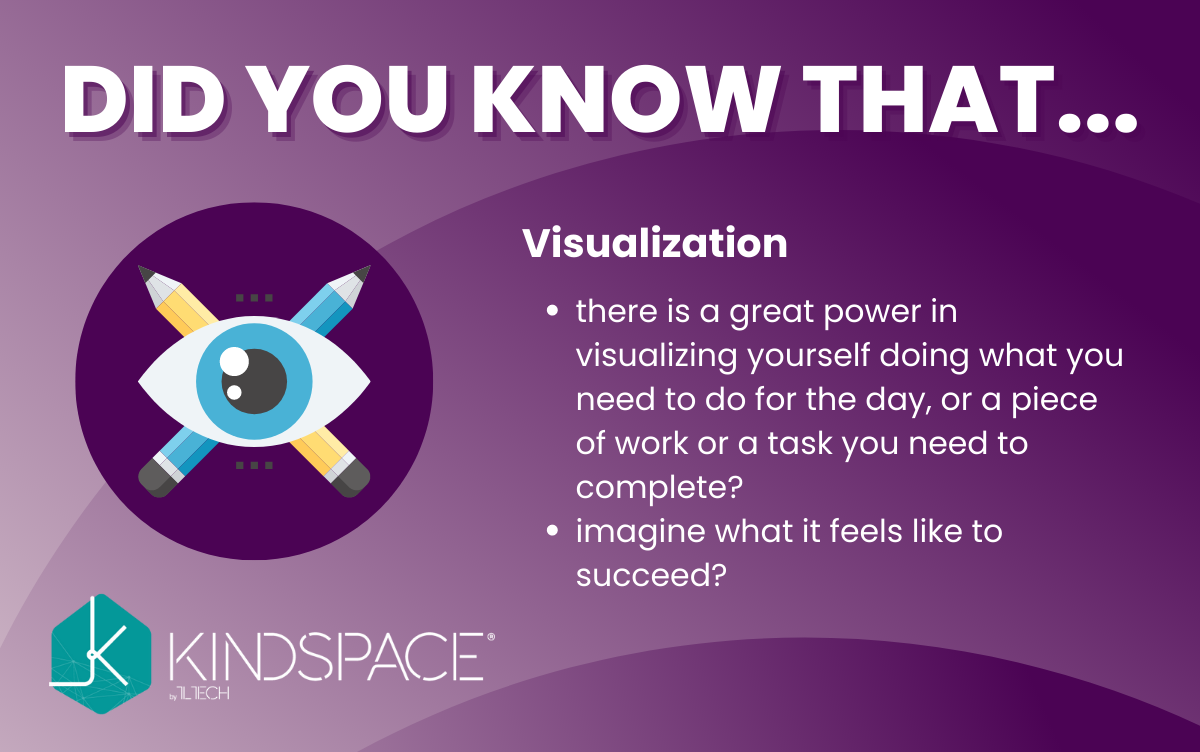 DID YOU KNOW THAT...
Visualization
• there is a great power in
visualizing yourself doing what you
need to do for the day, or a piece
of work or a task you need to
complete?
• imagine what it feels like to
succeed?
KINDSPACE®
by TLTECH